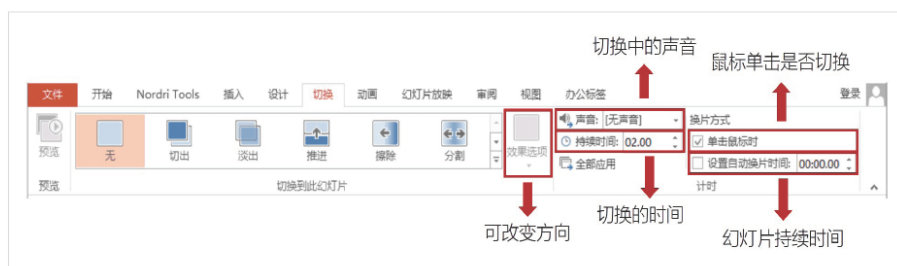 切换中的声音
鼠标单击是否切换
文件 开始 Nordri Tools 插入 设计 切换 动画 幻灯片放映 审阅 视图 办公标签 登录
预览 无 切出 淡出 推进 擦除 分割 效果选项
声音: [无声音] 换片方式
持续时间: 02.00 单击鼠标时
全部应用 设置自动换片时间: 00:00.00
预览 切换到此幻灯片 计时
可改变方向 切换的时间 幻灯片持续时间